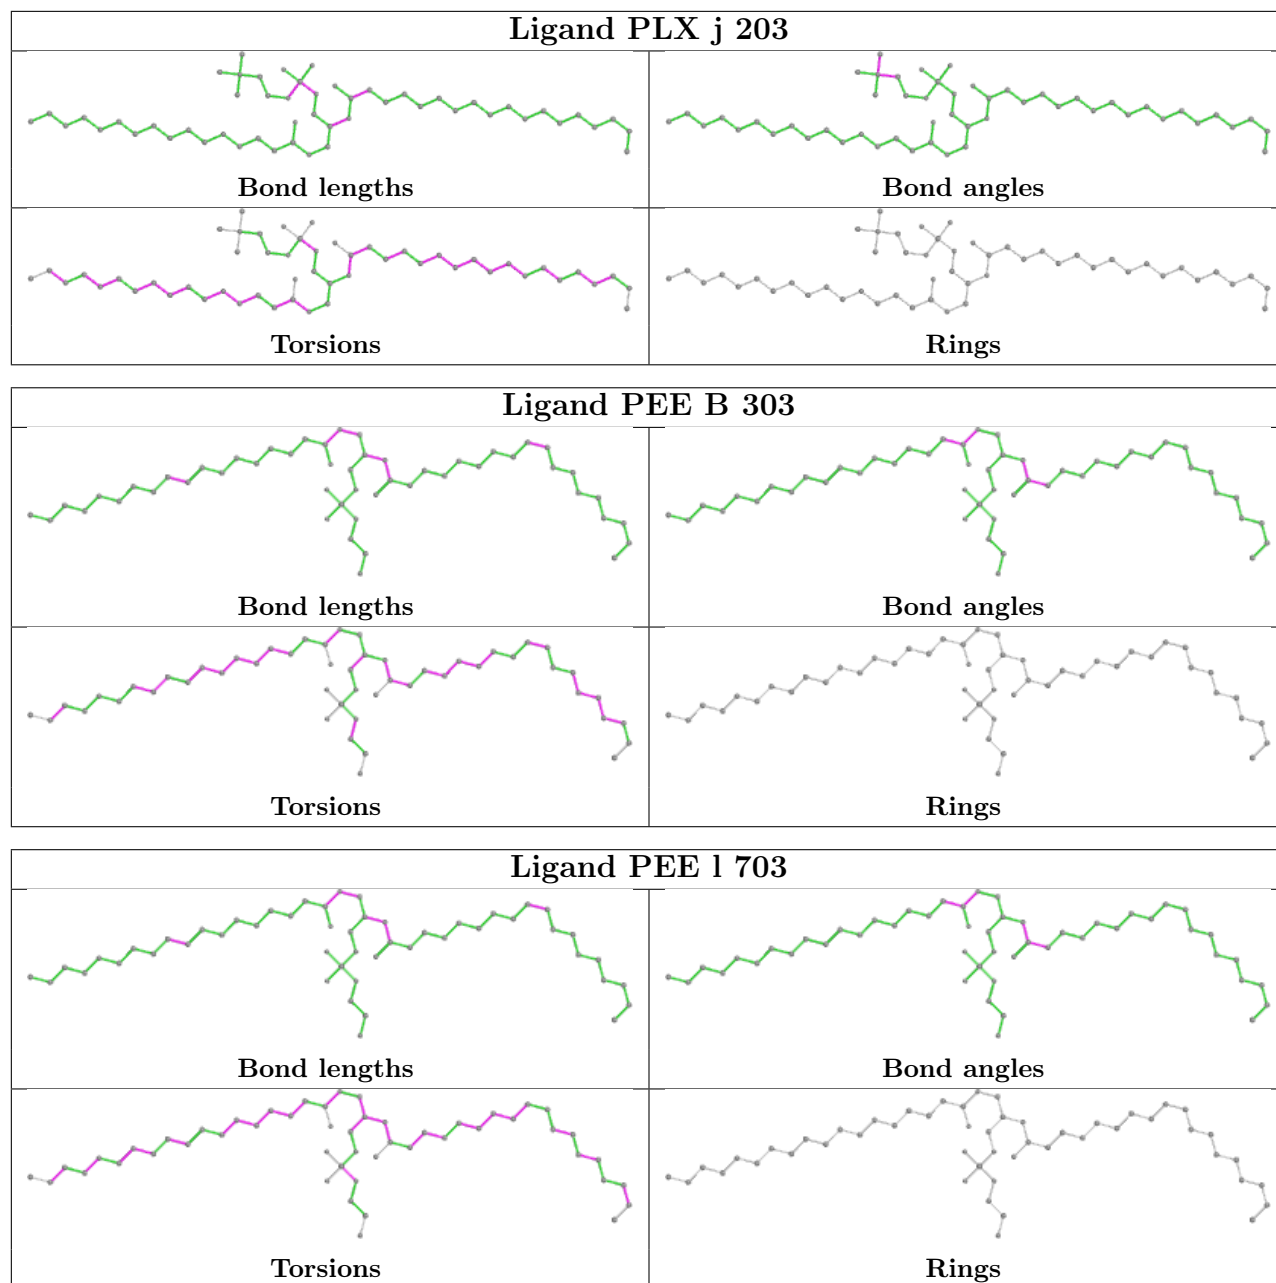 Ligand PLX j 203
Bond lengths
Bond angles
Torsions
Rings
Ligand PEE B 303
Bond lengths
Bond angles
Torsions
Rings
Ligand PEE l 703
Bond lengths
Bond angles
Torsions
Rings